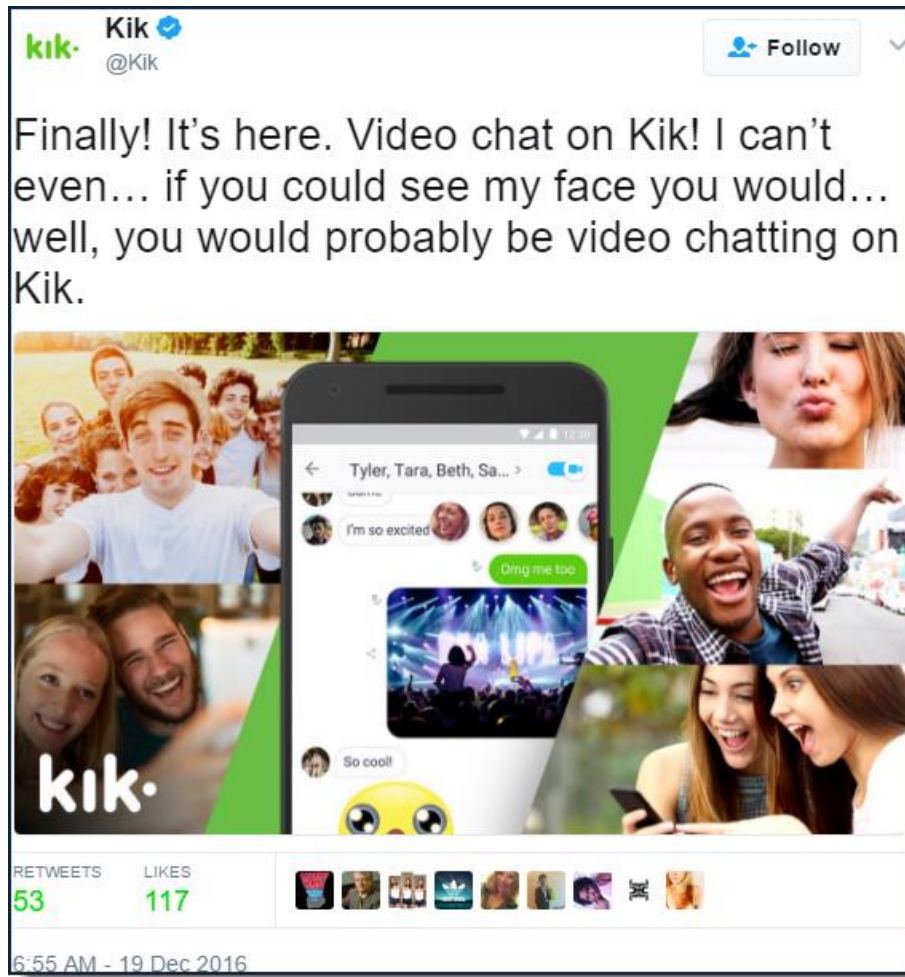 kik·
Kik
@Kik
Follow
Finally! It’s here. Video chat on Kik! I can’t
even… if you could see my face you would…
well, you would probably be video chatting on
Kik.
12:30
Tyler, Tara, Beth, Sa... >
I'm so excited
Omg me too
So cool!
kik·
RETWEETS LIKES
53 117
6:55 AM - 19 Dec 2016